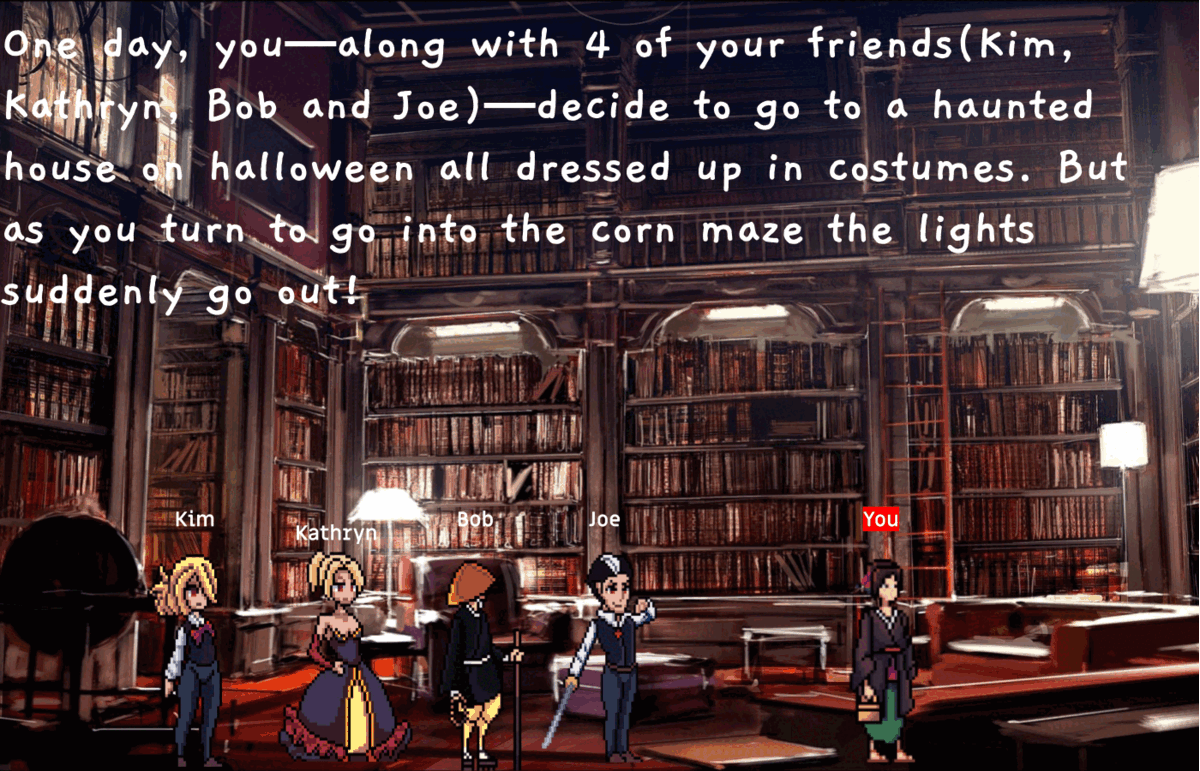 One day, you——along with 4 of your friends(Kim,
Kathryn, Bob and Joe)——decide to go to a haunted
house on halloween all dressed up in costumes. But
as you turn to go into the corn maze the lights
suddenly go out!
Kim
Kathryn
Bob
Joe
You